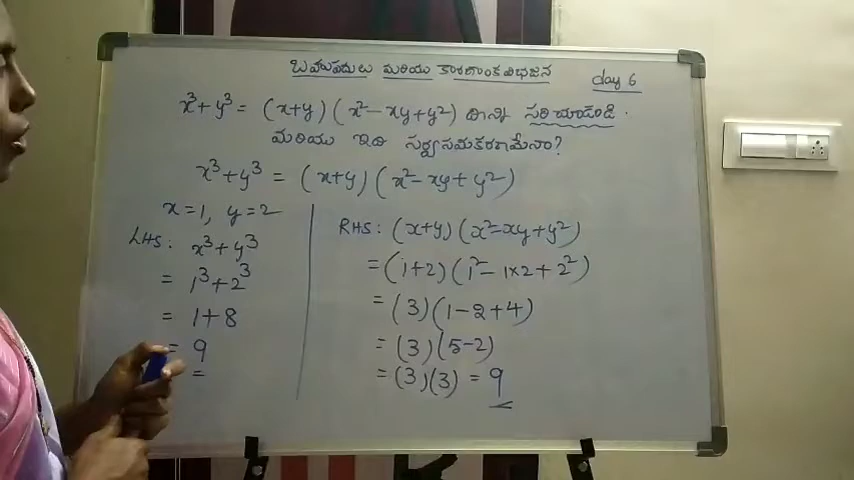 బహుపదులు మరియు కారణాంక విభజన day 6
x³+y³ = (x+y)(x²-xy+y²) దీన్ని సరిచూడండి.
మరియు ఇది సర్వసమీకరణమేనా?
x³+y³ = (x+y)(x²-xy+y²)
x=1, y=2
LHS: x³+y³
= 1³+2³
= 1+8
= 9
=
RHS: (x+y)(x²-xy+y²)
=(1+2)(1²-1×2+2²)
=(3)(1-2+4)
=(3)(5-2)
=(3)(3) = 9